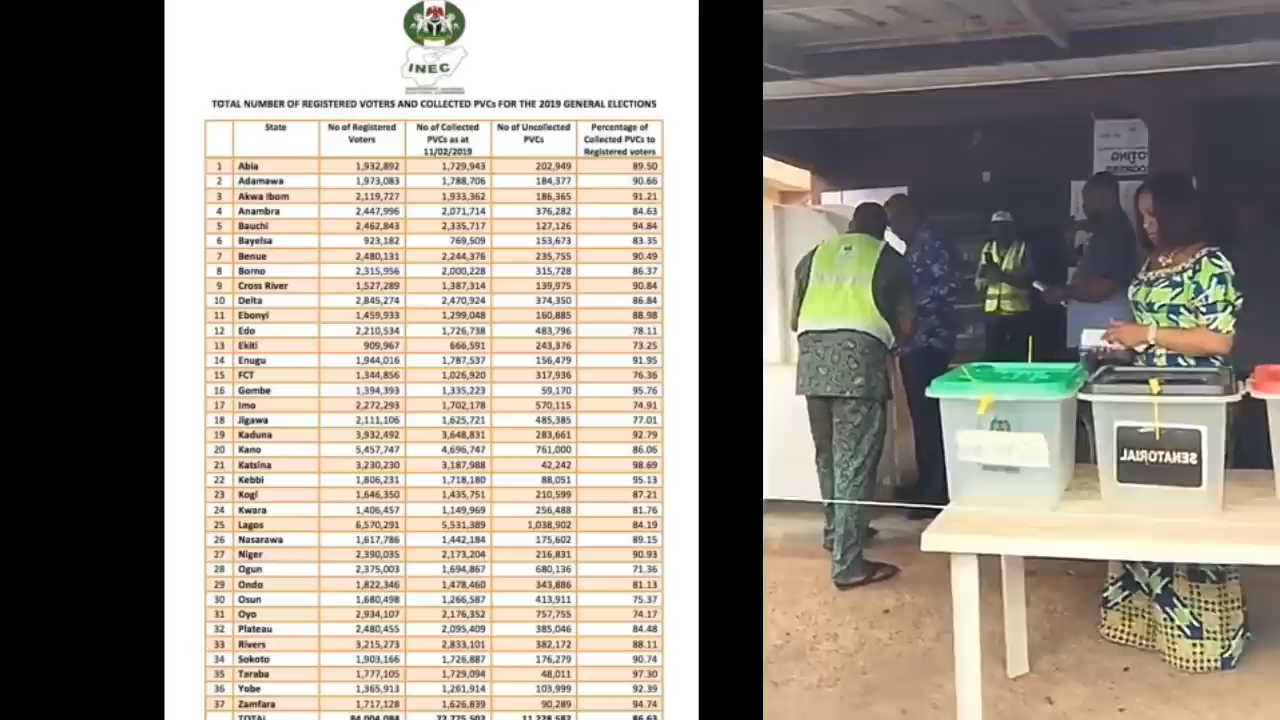 INEC
TOTAL NUMBER OF REGISTERED VOTERS AND COLLECTED PVCs FOR THE 2019 GENERAL ELECTIONS
State No of Registered Voters No of Collected PVCs as at 11/02/2019 No of Uncollected PVCs Percentage of Collected PVCs to Registered voters
1 Abia 1,932,892 1,729,943 202,949 89.50
2 Adamawa 1,973,083 1,788,706 184,377 90.66
3 Akwa Ibom 2,119,727 1,933,362 186,365 91.21
4 Anambra 2,447,996 2,071,714 376,282 84.63
5 Bauchi 2,462,843 2,335,717 127,126 94.84
6 Bayelsa 923,182 769,509 153,673 83.35
7 Benue 2,480,131 2,244,376 235,755 90.49
8 Borno 2,315,956 2,000,228 315,728 86.37
9 Cross River 1,527,289 1,387,314 139,975 90.84
10 Delta 2,845,274 2,470,924 374,350 86.84
11 Ebonyi 1,459,933 1,299,048 160,885 88.98
12 Edo 2,210,534 1,726,738 483,796 78.11
13 Ekiti 909,967 666,591 243,376 73.25
14 Enugu 1,944,016 1,787,537 156,479 91.95
15 FCT 1,344,856 1,026,920 317,936 76.36
16 Gombe 1,394,393 1,335,223 59,170 95.76
17 Imo 2,272,293 1,702,178 570,115 74.91
18 Jigawa 2,111,106 1,625,721 485,385 77.01
19 Kaduna 3,932,492 3,648,831 283,661 92.79
20 Kano 5,457,747 4,696,747 761,000 86.06
21 Katsina 3,230,230 3,187,988 42,242 98.69
22 Kebbi 1,806,231 1,718,180 88,051 95.13
23 Kogi 1,646,350 1,435,751 210,599 87.21
24 Kwara 1,406,457 1,149,969 256,488 81.76
25 Lagos 6,570,291 5,531,389 1,038,902 84.19
26 Nasarawa 1,617,786 1,442,184 175,602 89.15
27 Niger 2,390,035 2,173,204 216,831 90.93
28 Ogun 2,375,003 1,694,867 680,136 71.36
29 Ondo 1,822,346 1,478,460 343,886 81.13
30 Osun 1,680,498 1,266,587 413,911 75.37
31 Oyo 2,934,107 2,176,352 757,755 74.17
32 Plateau 2,480,455 2,095,409 385,046 84.48
33 Rivers 3,215,273 2,833,101 382,172 88.11
34 Sokoto 1,903,166 1,726,887 176,279 90.74
35 Taraba 1,777,105 1,729,094 48,011 97.30
36 Yobe 1,365,913 1,261,914 103,999 92.39
37 Zamfara 1,717,128 1,626,839 90,289 94.74
TOTAL 84,004,084 72,775,502 11,228,582 86.63
SENATORIAL